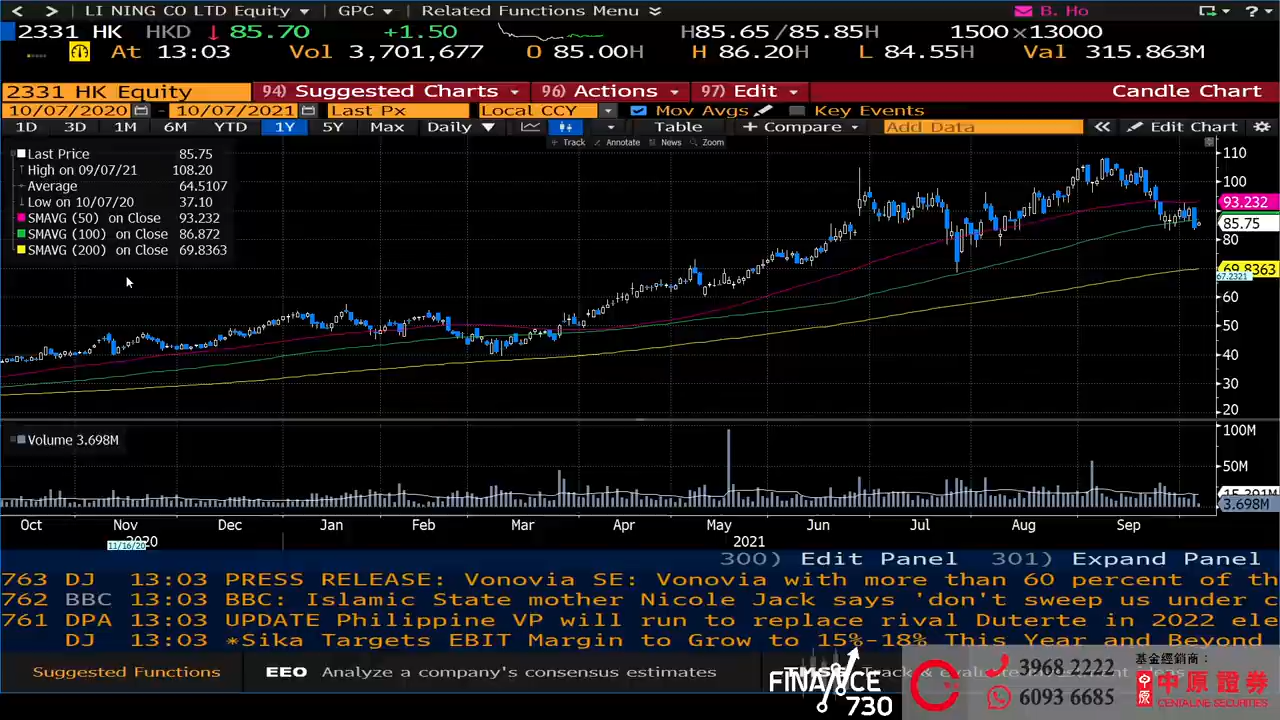 < > LI NING CO LTD Equity GPC Related Functions Menu B. Ho ?
2331 HK HKD 85.70 +1.50 H85.65/85.85H 1500×13000
At 13:03 Vol 3,701,677 O 85.00H H 86.20H L 84.55H Val 315.863M
2331 HK Equity 94) Suggested Charts 96) Actions 97) Edit Candle Chart
10/07/2020 - 10/07/2021 Last Px Local CCY Mov Avgs Key Events
1D 3D 1M 6M YTD 1Y 5Y Max Daily Table + Compare Add Data Edit Chart
Track Annotate News Zoom
Last Price 85.75
High on 09/07/21 108.20
Average 64.5107
Low on 10/07/20 37.10
SMAVG (50) on Close 93.232
SMAVG (100) on Close 86.872
SMAVG (200) on Close 69.8363
110
100
93.232
85.75
80
69.8363
67.2321
60
50
40
30
20
Volume 3.698M
100M
50M
15.391M
3.698M
Oct Nov Dec Jan Feb Mar Apr May Jun Jul Aug Sep
2020 2021
11/16/20
300) Edit Panel 301) Expand Panel
763 DJ 13:03 PRESS RELEASE: Vonovia SE: Vonovia with more than 60 percent of th
762 BBC 13:03 BBC: Islamic State mother Nicole Jack says 'don't sweep us under c
761 DPA 13:03 UPDATE Philippine VP will run to replace rival Duterte in 2022 ele
DJ 13:03 *Sika Targets EBIT Margin to Grow to 15%-18% This Year and Beyond
Suggested Functions EEO Analyze a company's consensus estimates
FINANCE
730
3968 2222
6093 6685
基金經銷商：
中原證券
CENTALINE SECURITIES